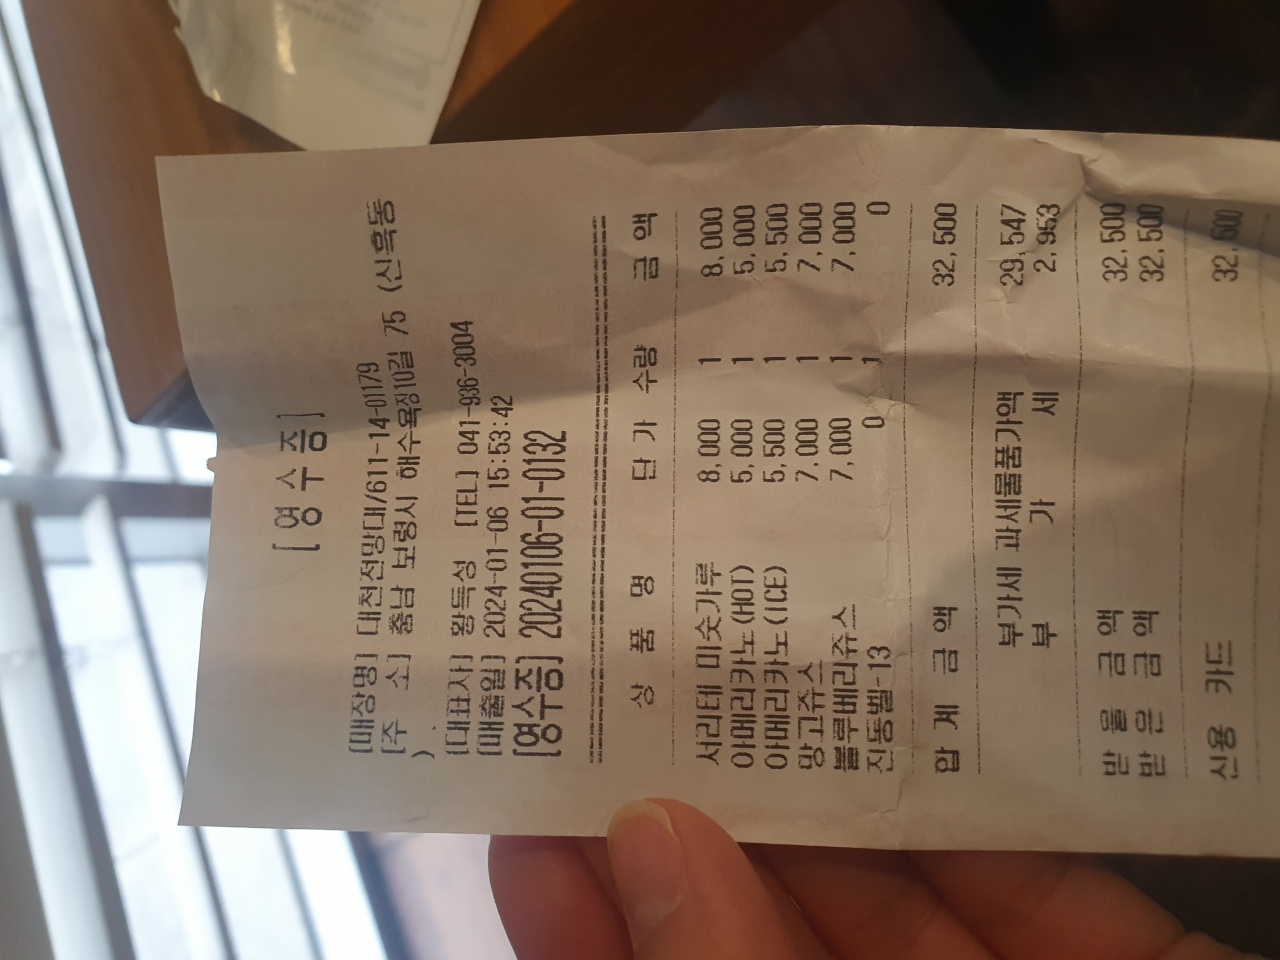 [영수증]
[매장명] 대천전망대/611-14-01179
[주 소] 충남 보령시 해수욕장10길 75 (신흑동
) .
[대표자] 왕득성 [TEL] 041-936-3004
[매출일] 2024-01-06 15:53:42
[영수증] 20240106-01-0132
상 품 명 단 가 수량 금 액
서리테 미숫가루 8,000 1 8,000
아메리카노(HOT) 5,000 1 5,000
아메리카노(ICE) 5,500 1 5,500
망고쥬스 7,000 1 7,000
블루베리쥬스 7,000 1 7,000
진동벨-13 0 1 0
합 계 금 액 32,500
부가세 과세물품가액 29,547
부 가 세 2,953
받 을 금 액 32,500
받 은 금 액 32,500
신용 카드 32,500